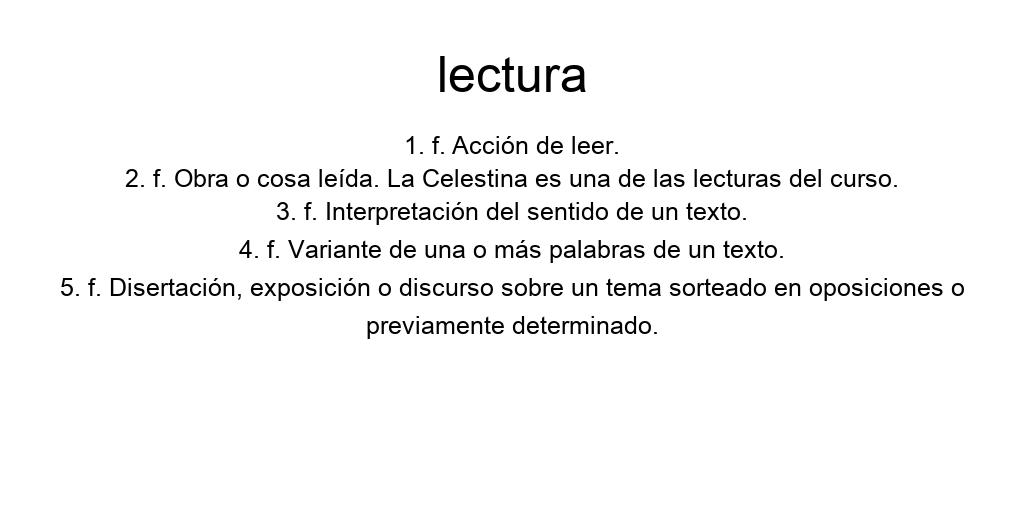 lectura
1. f. Acción de leer.
2. f. Obra o cosa leída. La Celestina es una de las lecturas del curso.
3. f. Interpretación del sentido de un texto.
4. f. Variante de una o más palabras de un texto.
5. f. Disertación, exposición o discurso sobre un tema sorteado en oposiciones o
previamente determinado.